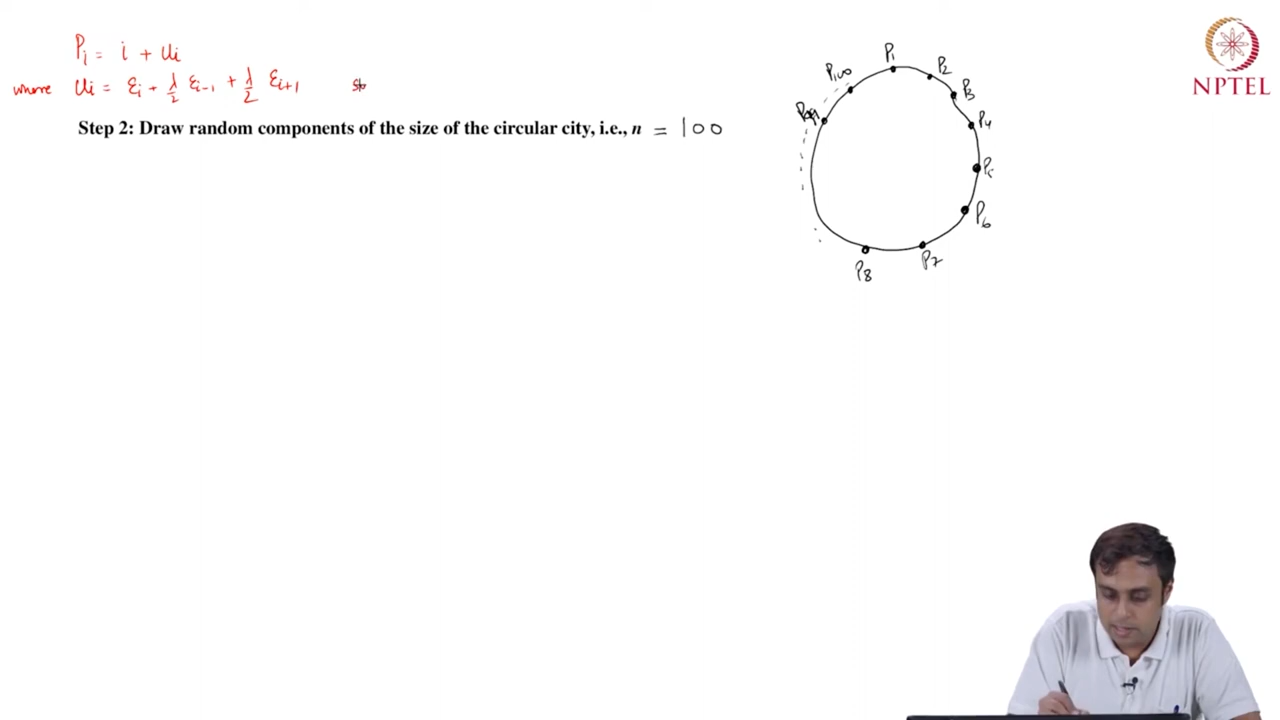 Pi = i + ui
where ui = εi + λ/2 εi-1 + λ/2 εi+1
Step 2: Draw random components of the size of the circular city, i.e., n = 100
P1
P2
P3
P4
P5
P6
P7
P8
P99
P100
NPTEL